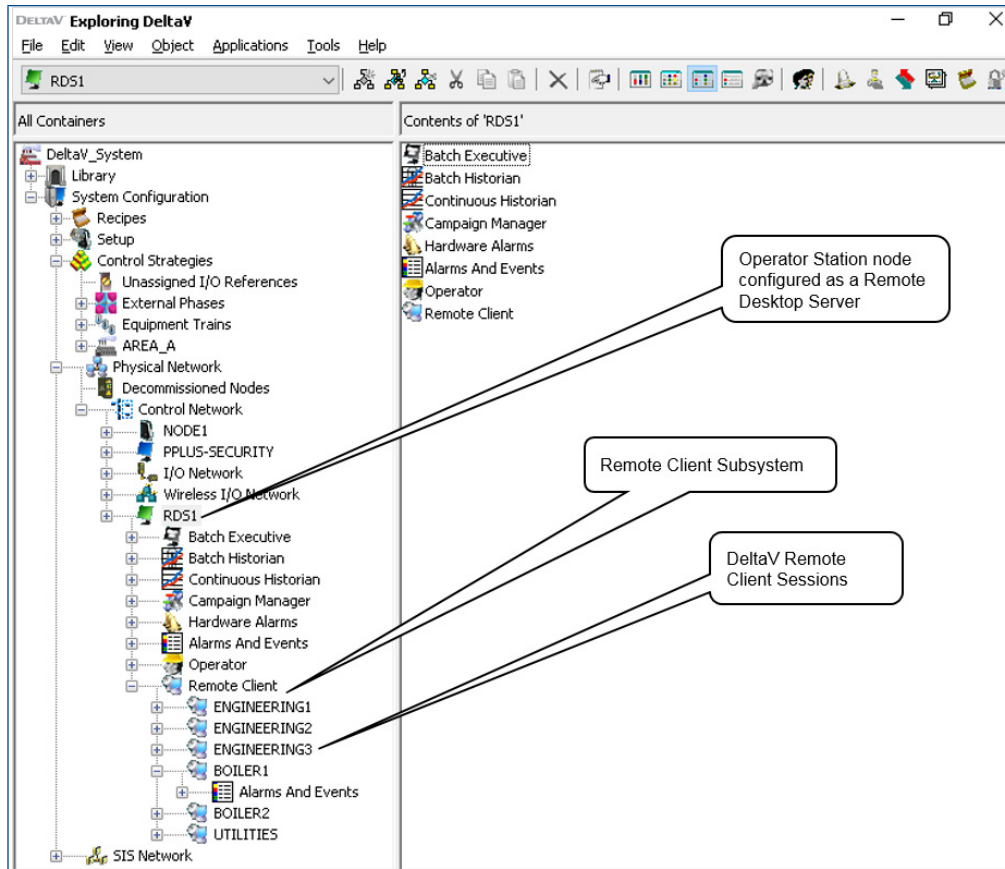 DELTAV Exploring DeltaV
File Edit View Object Applications Tools Help
RDS1
All Containers
Contents of 'RDS1'
DeltaV_System
Library
System Configuration
Recipes
Setup
Control Strategies
Unassigned I/O References
External Phases
Equipment Trains
AREA_A
Physical Network
Decommissioned Nodes
Control Network
NODE1
PPLUS-SECURITY
I/O Network
Wireless I/O Network
RDS1
Batch Executive
Batch Historian
Continuous Historian
Campaign Manager
Hardware Alarms
Alarms And Events
Operator
Remote Client
ENGINEERING1
ENGINEERING2
ENGINEERING3
BOILER1
Alarms And Events
BOILER2
UTILITIES
SIS Network
Batch Executive
Batch Historian
Continuous Historian
Campaign Manager
Hardware Alarms
Alarms And Events
Operator
Remote Client
Operator Station node
configured as a Remote
Desktop Server
Remote Client Subsystem
DeltaV Remote
Client Sessions